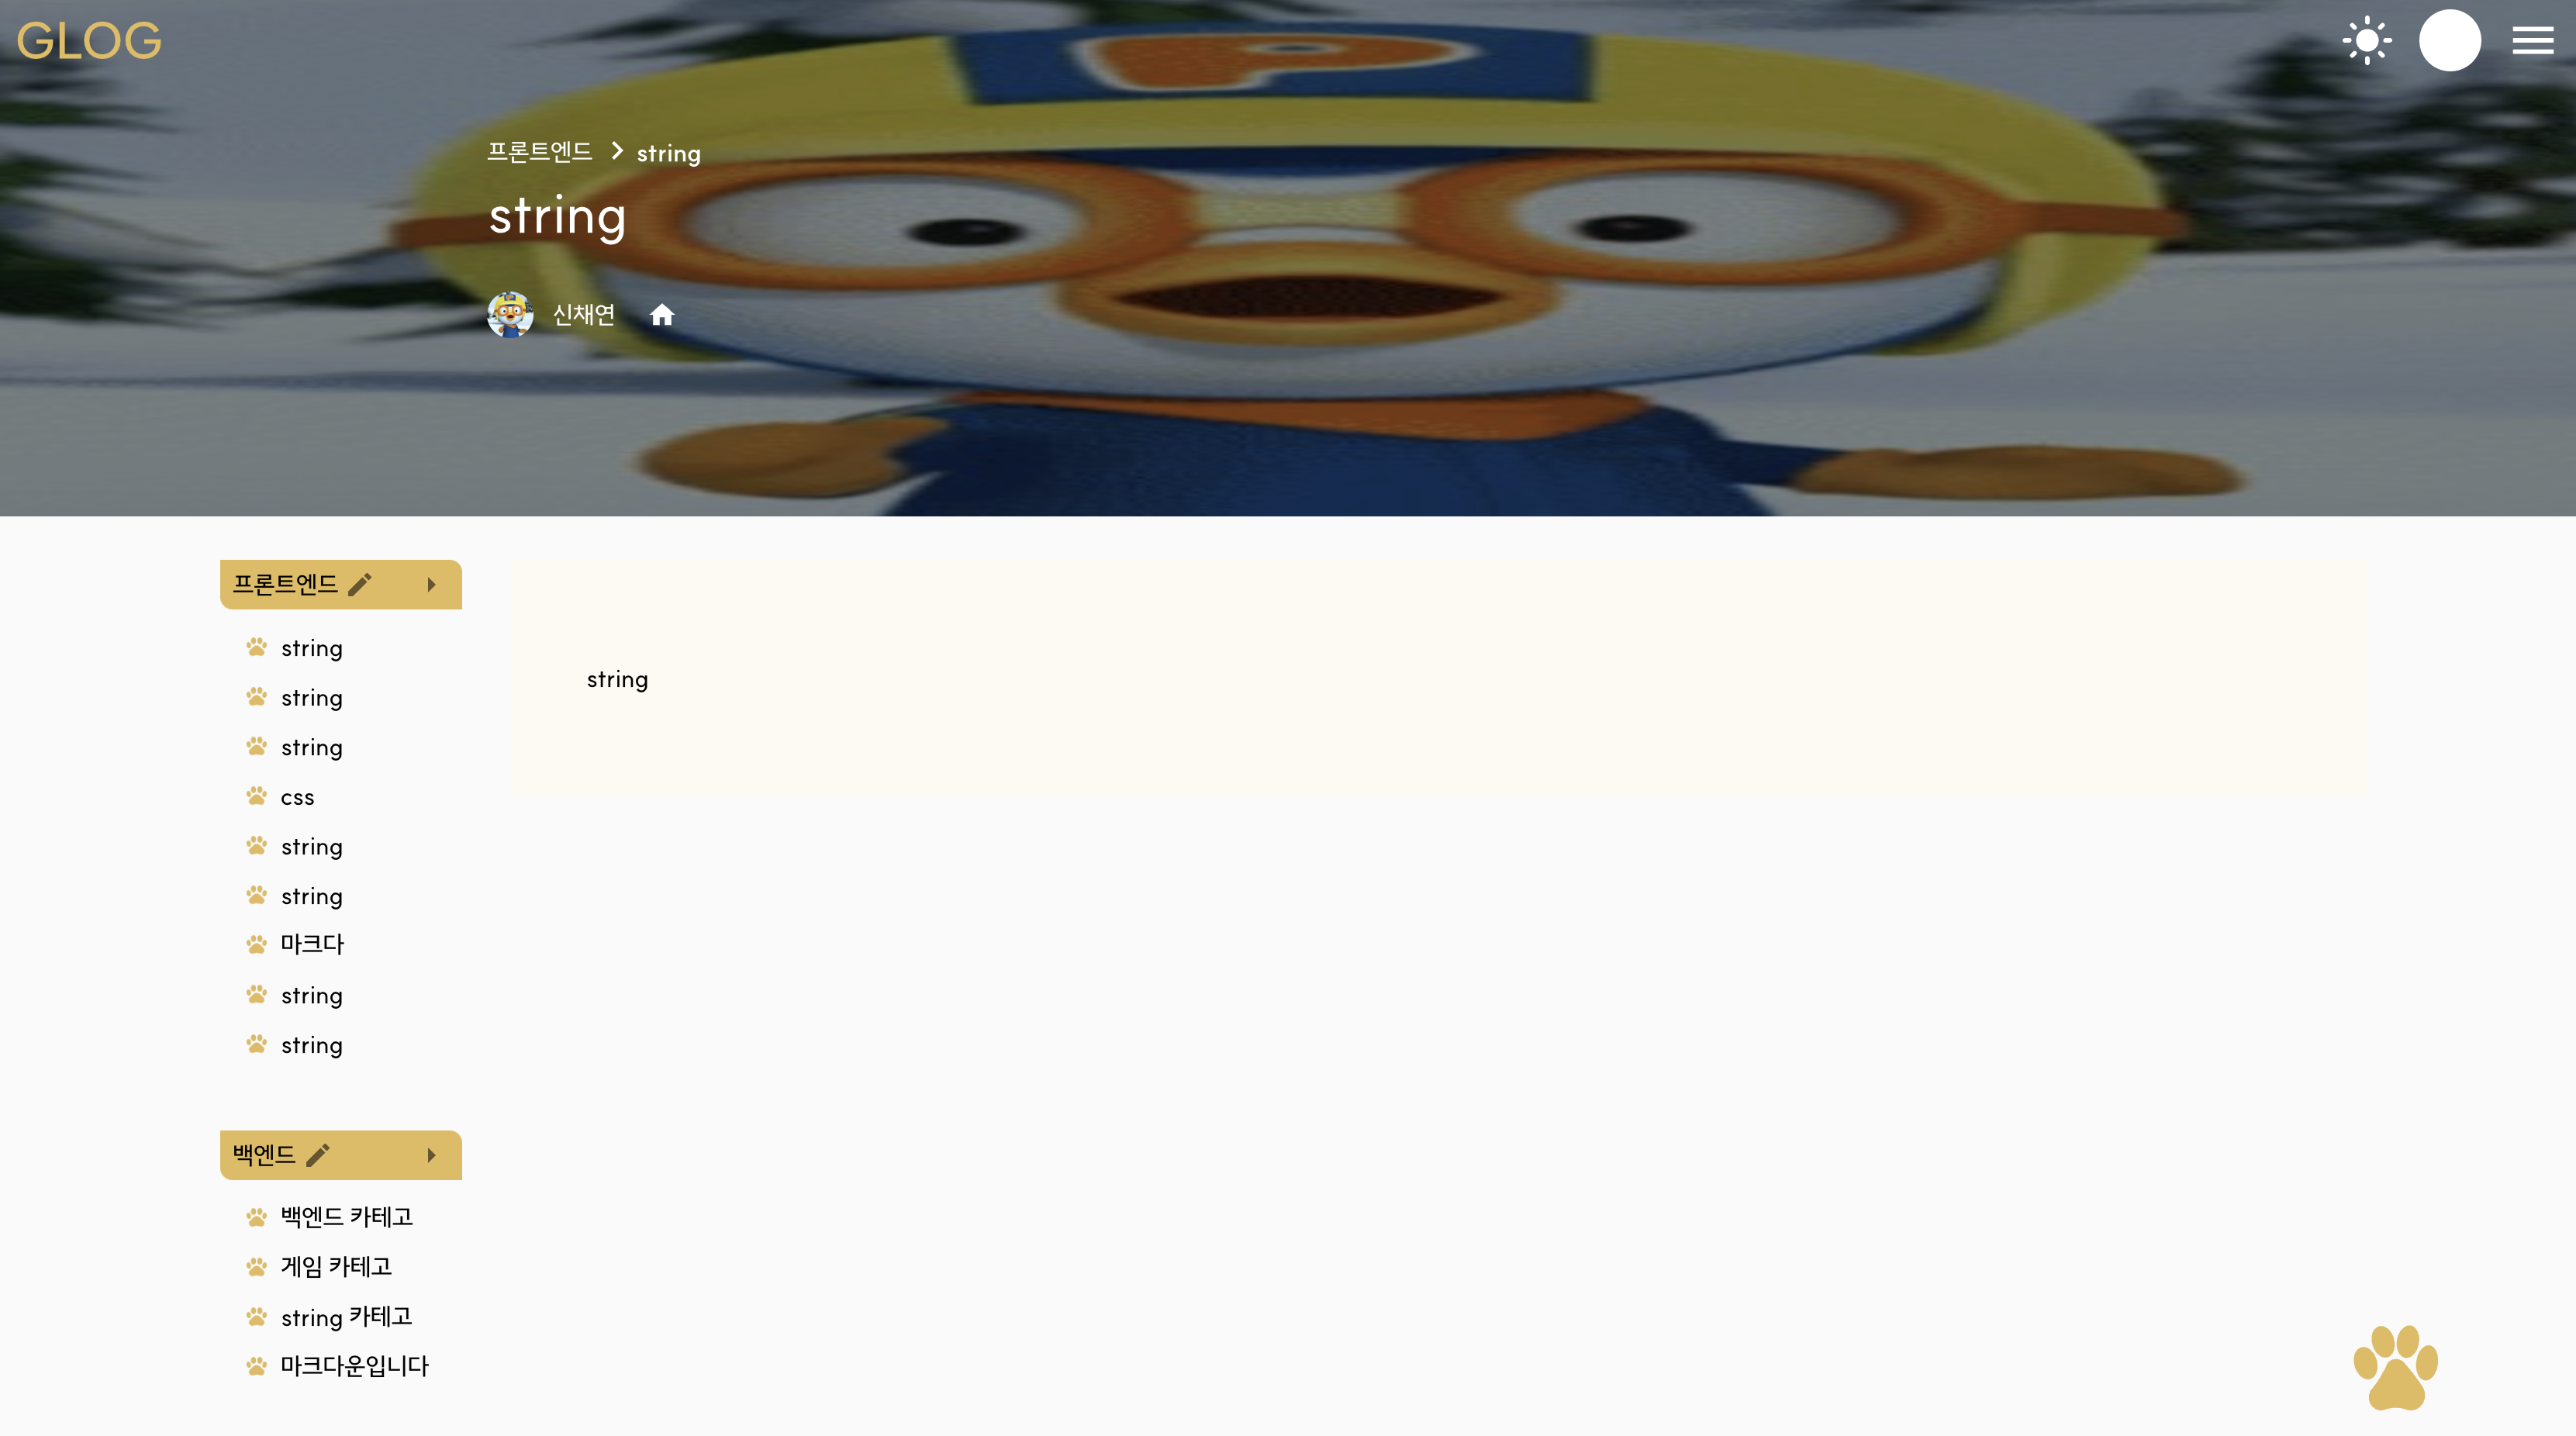 GLOG
P
프론트엔드 > string
string
신채연
프론트엔드
string
string
string
css
string
string
마크다
string
string
string
백엔드
백엔드 카테고
게임 카테고
string 카테고
마크다운입니다